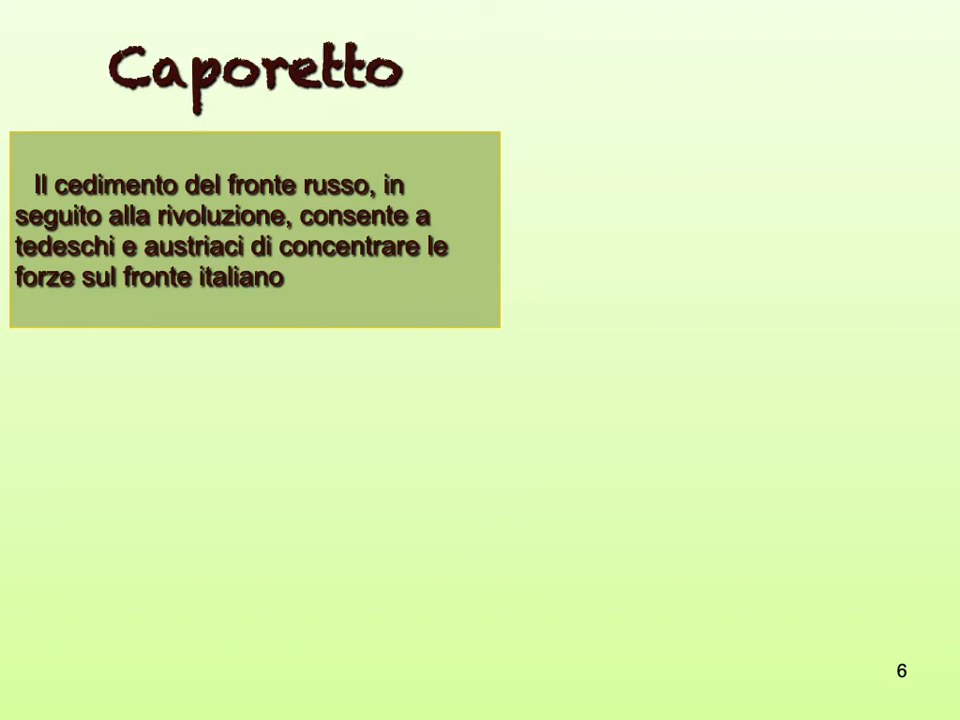 Caporetto
Il cedimento del fronte russo, in
seguito alla rivoluzione, consente a
tedeschi e austriaci di concentrare le
forze sul fronte italiano
6